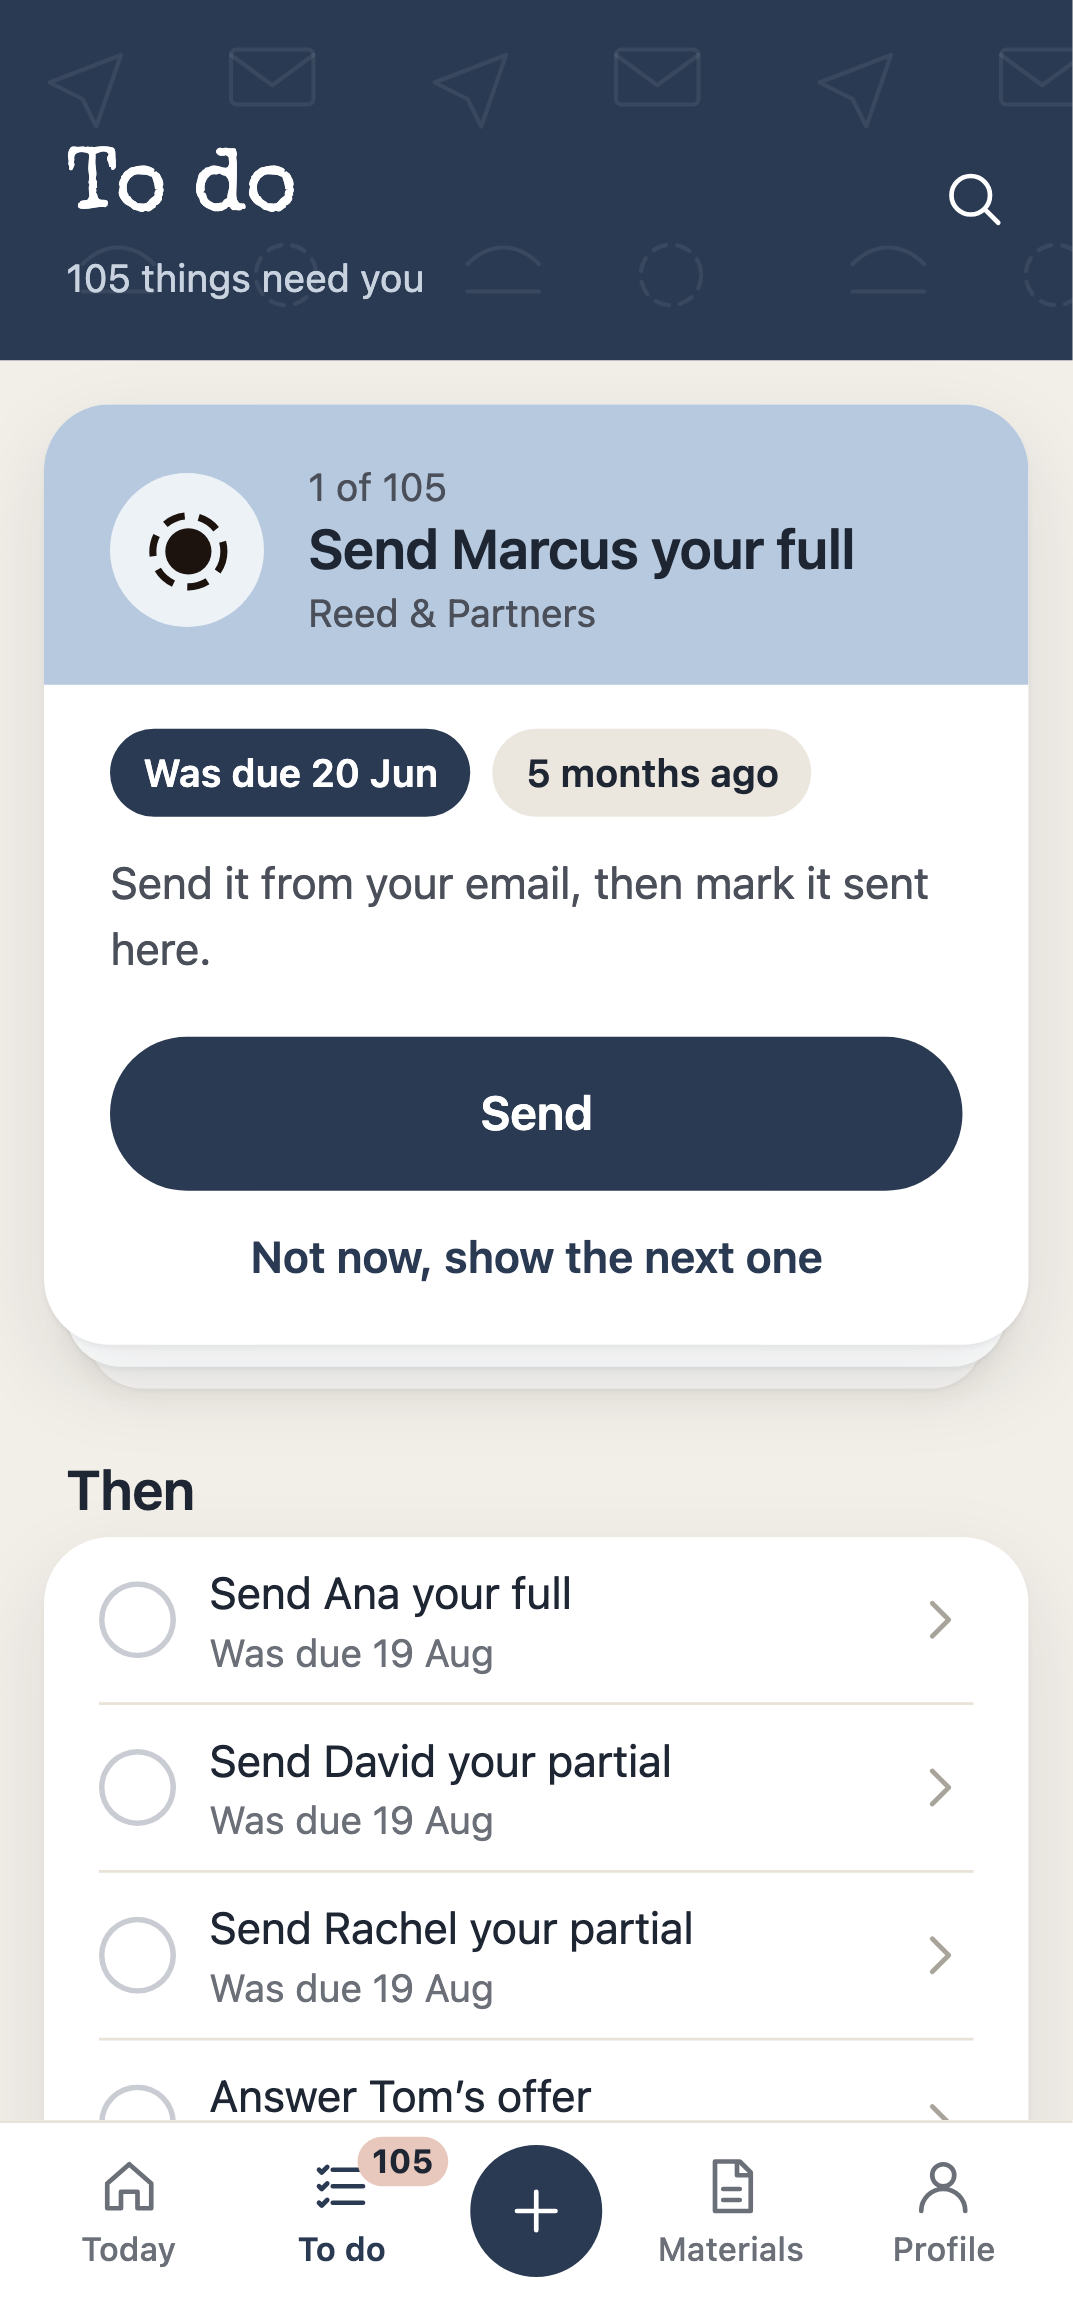 To do
105 things need you
1 of 105
Send Marcus your full
Reed & Partners
Was due 20 Jun
5 months ago
Send it from your email, then mark it sent
here.
Send
Not now, show the next one
Then
Send Ana your full
Was due 19 Aug
Send David your partial
Was due 19 Aug
Send Rachel your partial
Was due 19 Aug
Answer Tom’s offer
105
Today
To do
Materials
Profile